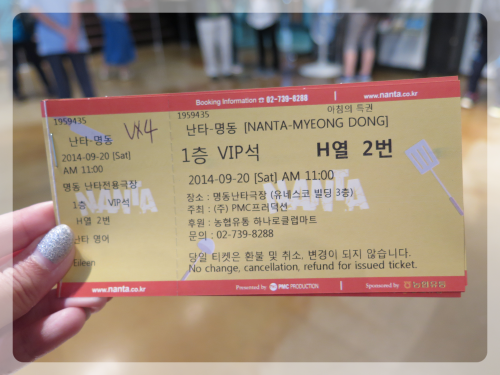 Booking Information ☎ 02-739-8288 | www.nanta.co.kr
1959435
난타-명동
VX4
2014-09-20 [Sat]
AM 11:00
명동 난타전용극장
1층 VIP석
H열 2번
난타 명어
Eileen
www.nanta.co.kr
1959435
아침의 특권
난타-명동 [NANTA-MYEONG DONG]
1층 VIP석 H열 2번
2014-09-20 [Sat] AM 11:00
NANTA
장소 : 명동난타극장 (유네스코 빌딩 3층)
주최 : (주) PMC프러덕션
후원 : 농협유통 하나로클럽마트
문의 : 02-739-8288
당일 티켓은 환불 및 취소, 변경이 되지 않습니다.
No change, cancellation, refund for issued ticket.
Presented by PMC PRODUCTION | Sponsored by 농협유통